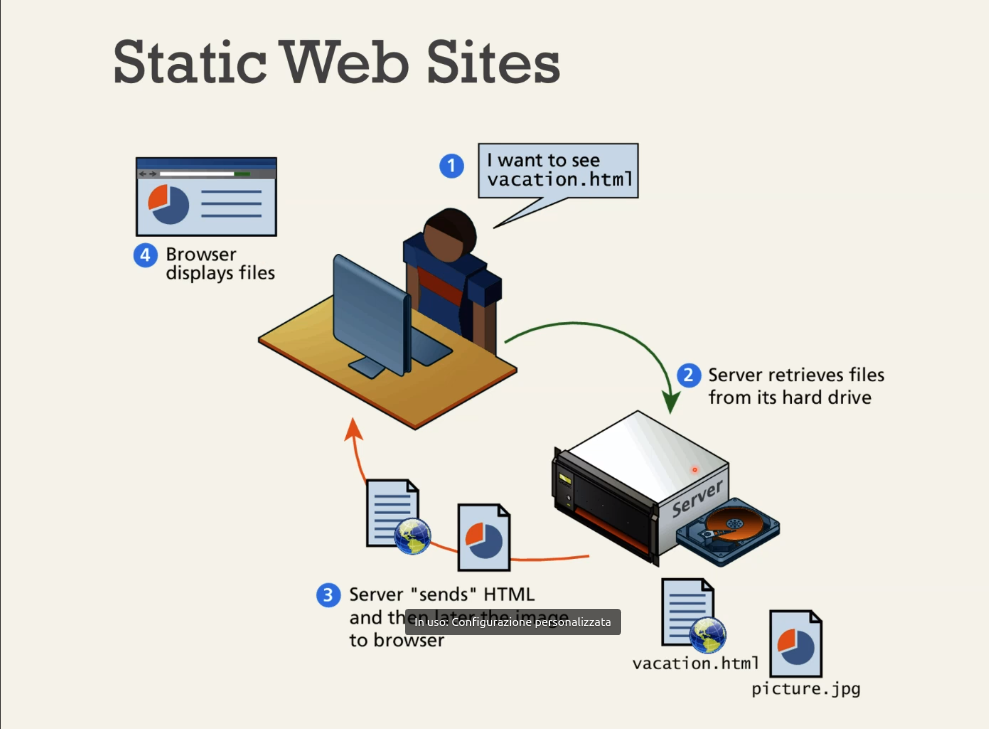 Static Web Sites
1
I want to see
vacation.html
4
Browser
displays files
2
Server retrieves files
from its hard drive
Server
3
Server "sends" HTML
and then later the image
to browser
In uso: Configurazione personalizzata
vacation.html
picture.jpg